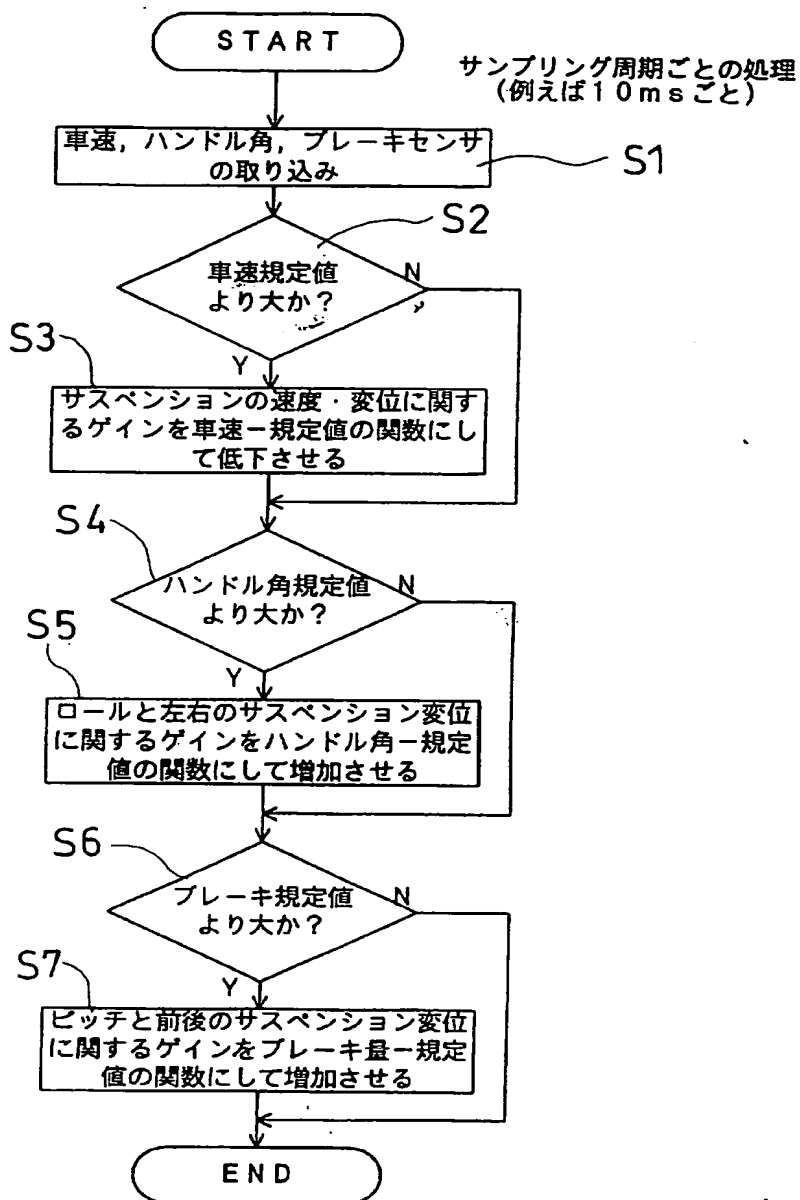 START
サンプリング周期ごとの処理
(例えば10msごと)
車速,ハンドル角,ブレーキセンサ
の取り込み
S1
S2
車速規定値
より大か?
N
Y
S3
サスペンションの速度・変位に関す
るゲインを車速ー規定値の関数にし
て低下させる
S4
ハンドル角規定値
より大か?
N
Y
S5
ロールと左右のサスペンション変位
に関するゲインをハンドル角ー規定
値の関数にして増加させる
S6
ブレーキ規定値
より大か?
N
Y
S7
ピッチと前後のサスペンション変位
に関するゲインをブレーキ量ー規定
値の関数にして増加させる
END